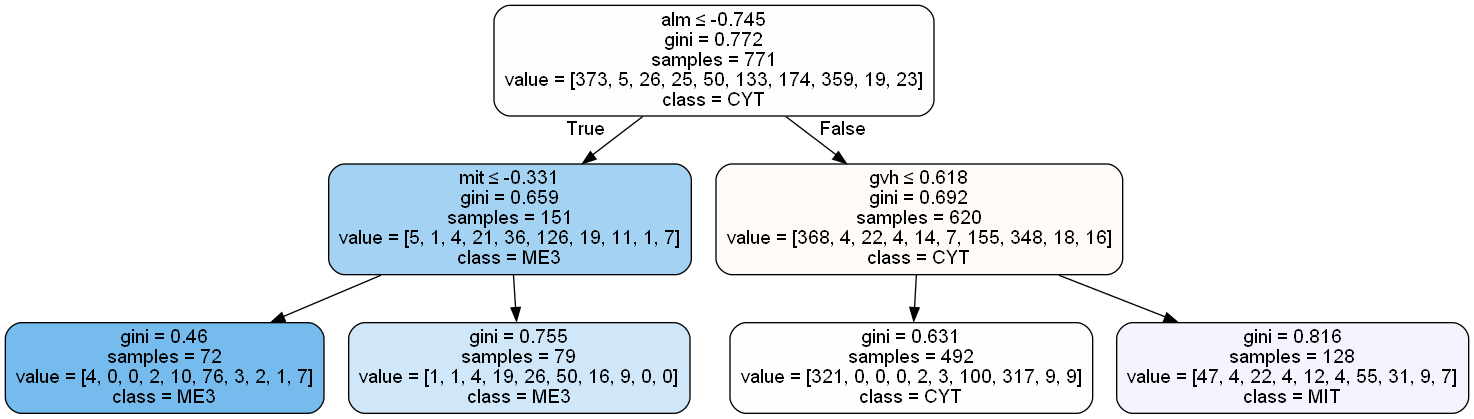 alm ≤ -0.745
gini = 0.772
samples = 771
value = [373, 5, 26, 25, 50, 133, 174, 359, 19, 23]
class = CYT
True
False
mit ≤ -0.331
gini = 0.659
samples = 151
value = [5, 1, 4, 21, 36, 126, 19, 11, 1, 7]
class = ME3
gvh ≤ 0.618
gini = 0.692
samples = 620
value = [368, 4, 22, 4, 14, 7, 155, 348, 18, 16]
class = CYT
gini = 0.46
samples = 72
value = [4, 0, 0, 2, 10, 76, 3, 2, 1, 7]
class = ME3
gini = 0.755
samples = 79
value = [1, 1, 4, 19, 26, 50, 16, 9, 0, 0]
class = ME3
gini = 0.631
samples = 492
value = [321, 0, 0, 0, 2, 3, 100, 317, 9, 9]
class = CYT
gini = 0.816
samples = 128
value = [47, 4, 22, 4, 12, 4, 55, 31, 9, 7]
class = MIT